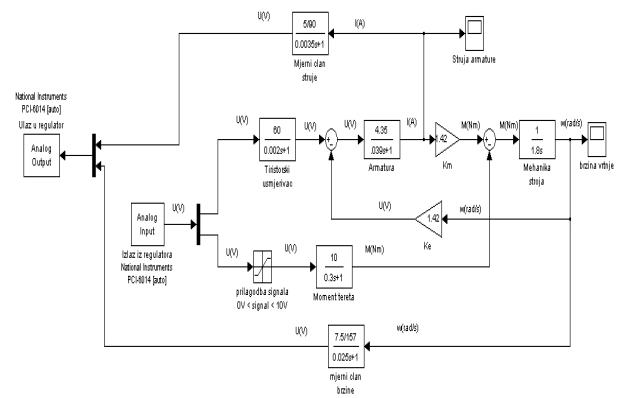 U(V)
5/90
0.0035s+1
Mjerni clan
struje
I(A)
Struja armature
National Instruments
PCI-6014 [auto]
Ulaz u regulator
Analog
Output
U(V)
60
0.002s+1
Tiristorski
usmjerivac
U(V)
U(V)
4.35
.039s+1
Armatura
I(A)
1.42
Km
M(Nm)
M(Nm)
1
1.8s
Mehanika
stroja
w(rad/s)
brzina vrtnje
Analog
Input
U(V)
Izlaz iz regulatora
National Instruments
PCI-6014 [auto]
U(V)
1.42
Ke
w(rad/s)
U(V)
prilagodba signala
0V < signal < 10V
U(V)
10
0.3s+1
Moment tereta
M(Nm)
U(V)
7.5/157
0.025s+1
mjerni clan
brzine
w(rad/s)